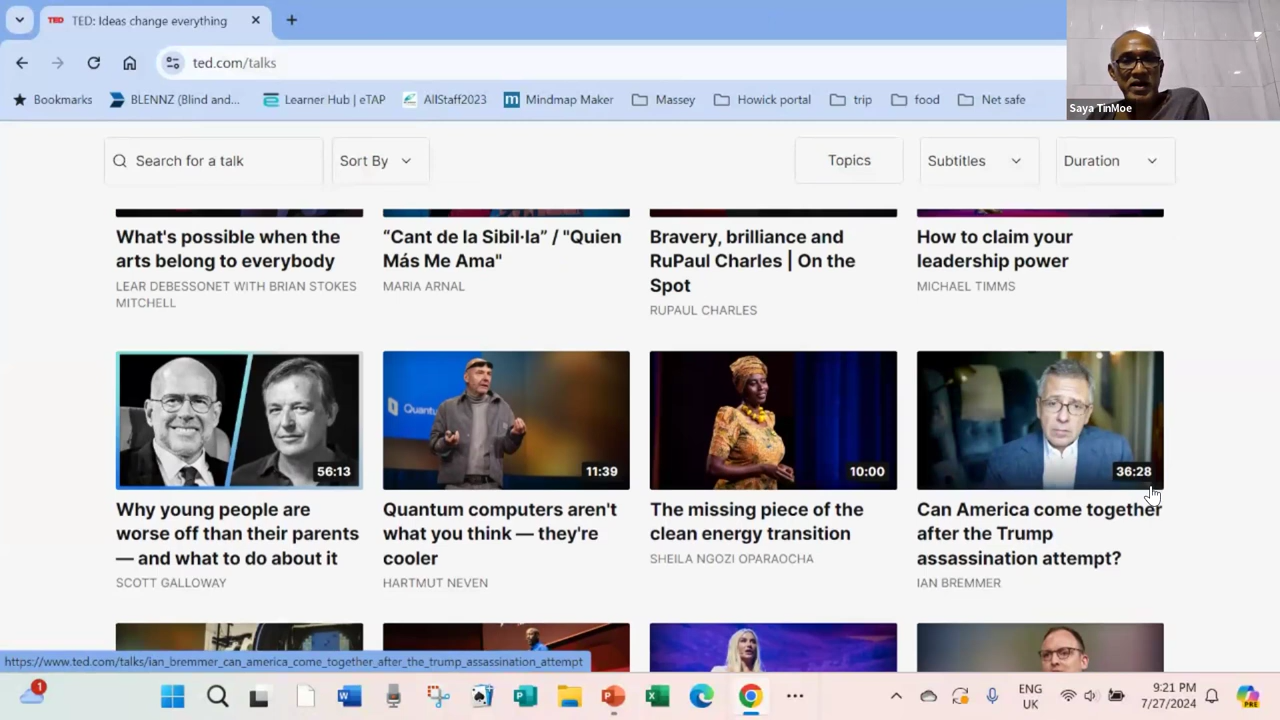 TED TED: Ideas change everything
ted.com/talks
Bookmarks BLENNZ (Blind and... Learner Hub | eTAP AllStaff2023 Mindmap Maker Massey Howick portal trip food Net safe
Saya TinMoe
Search for a talk Sort By Topics Subtitles Duration
What's possible when the
arts belong to everybody
LEAR DEBESSONET WITH BRIAN STOKES
MITCHELL
“Cant de la Sibil·la” / "Quien
Más Me Ama"
MARIA ARNAL
Bravery, brilliance and
RuPaul Charles | On the
Spot
RUPAUL CHARLES
How to claim your
leadership power
MICHAEL TIMMS
56:13
Why young people are
worse off than their parents
— and what to do about it
SCOTT GALLOWAY
Quantu
11:39
Quantum computers aren't
what you think — they're
cooler
HARTMUT NEVEN
10:00
The missing piece of the
clean energy transition
SHEILA NGOZI OPARAOCHA
36:28
Can America come together
after the Trump
assassination attempt?
IAN BREMMER
https://www.ted.com/talks/ian_bremmer_can_america_come_together_after_the_trump_assassination_attempt
1
ENG
UK
9:21 PM
7/27/2024
PRE